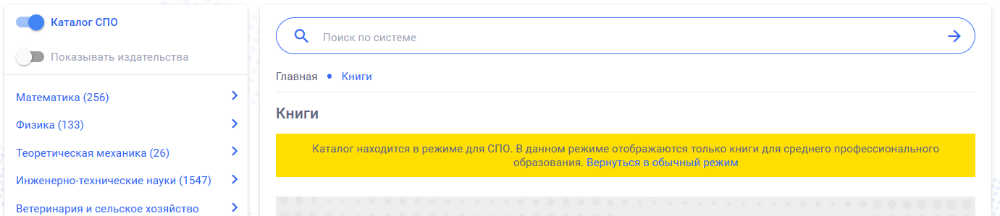 Каталог СПО
Показывать издательства
Математика (256)
Физика (133)
Теоретическая механика (26)
Инженерно-технические науки (1547)
Ветеринария и сельское хозяйство
Поиск по системе
Главная • Книги
Книги
Каталог находится в режиме для СПО. В данном режиме отображаются только книги для среднего профессионального
образования. Вернуться в обычный режим